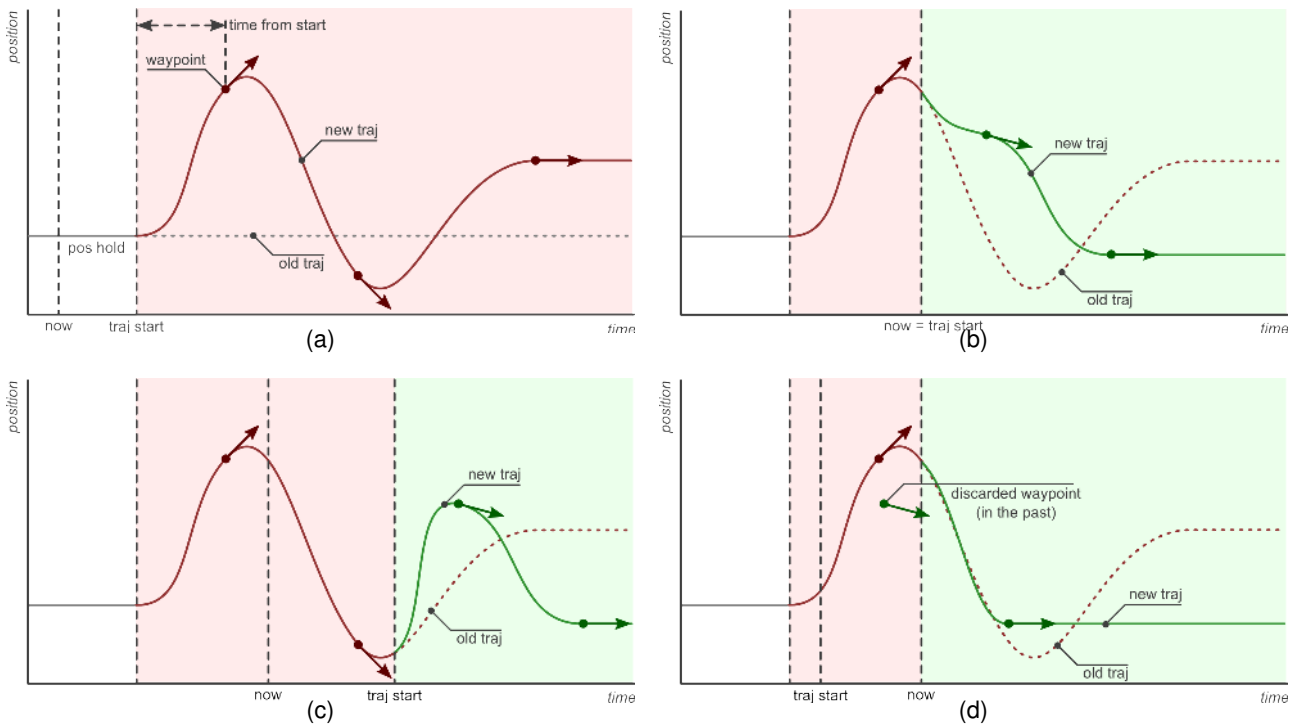 position
time from start
waypoint
new traj
pos hold
old traj
now
traj start
time
(a)
position
new traj
old traj
now = traj start
time
(b)
position
new traj
old traj
now
traj start
time
(c)
position
discarded waypoint
(in the past)
new traj
old traj
traj start
now
time
(d)